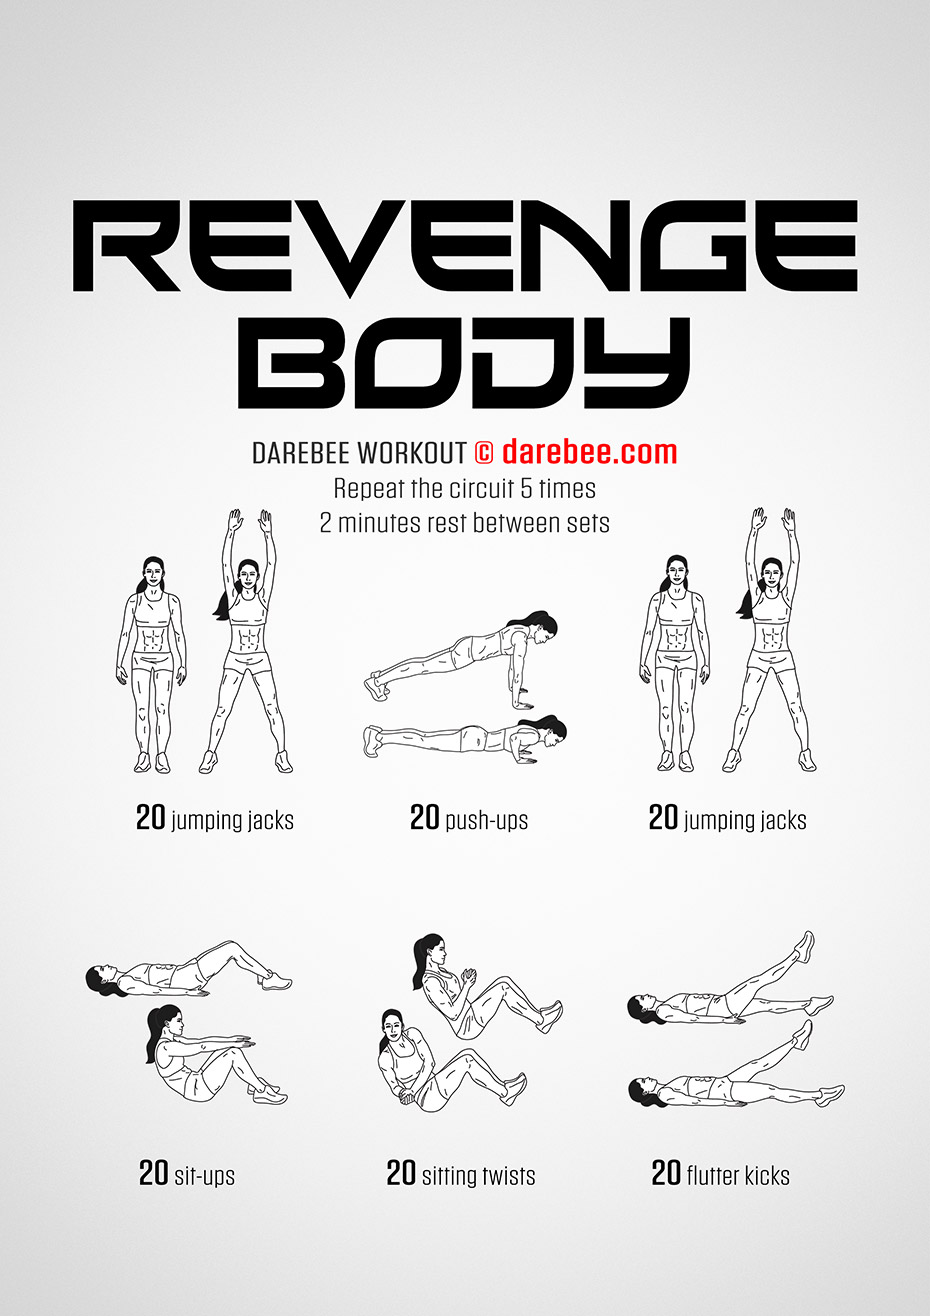 REVENGE
BODY
DAREBEE WORKOUT © darebee.com
Repeat the circuit 5 times
2 minutes rest between sets
20 jumping jacks
20 push-ups
20 jumping jacks
20 sit-ups
20 sitting twists
20 flutter kicks